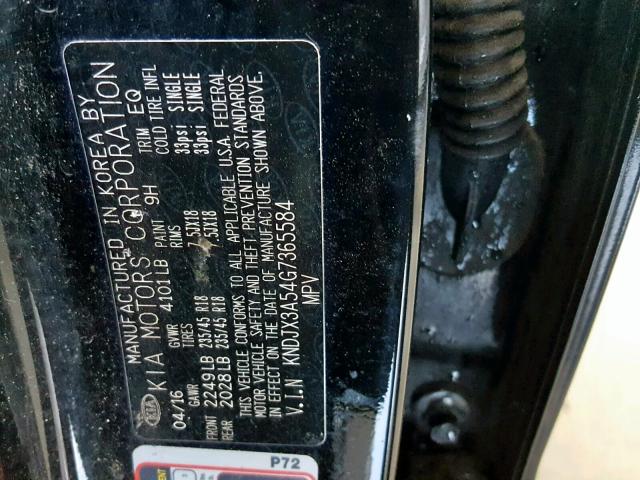 MANUFACTURED IN KOREA BY
KIA KIA MOTORS CORPORATION
04/16 GVWR 4101LB PAINT 9H TRIM EQ
GAWR TIRES RIMS COLD TIRE INFL
FRONT 2249LB 235/45 R18 7.5JX18 33psi SINGLE
REAR 2028LB 235/45 R18 7.5JX18 33psi SINGLE
THIS VEHICLE CONFORMS TO ALL APPLICABLE USA. FEDERAL
MOTOR VEHICLE SAFETY AND THEFT PREVENTION STANDARDS
IN EFFECT ON THE DATE OF MANUFACTURE SHOWN ABOVE.
V.I.N KNDJX3A54G7365584
MPV
P72